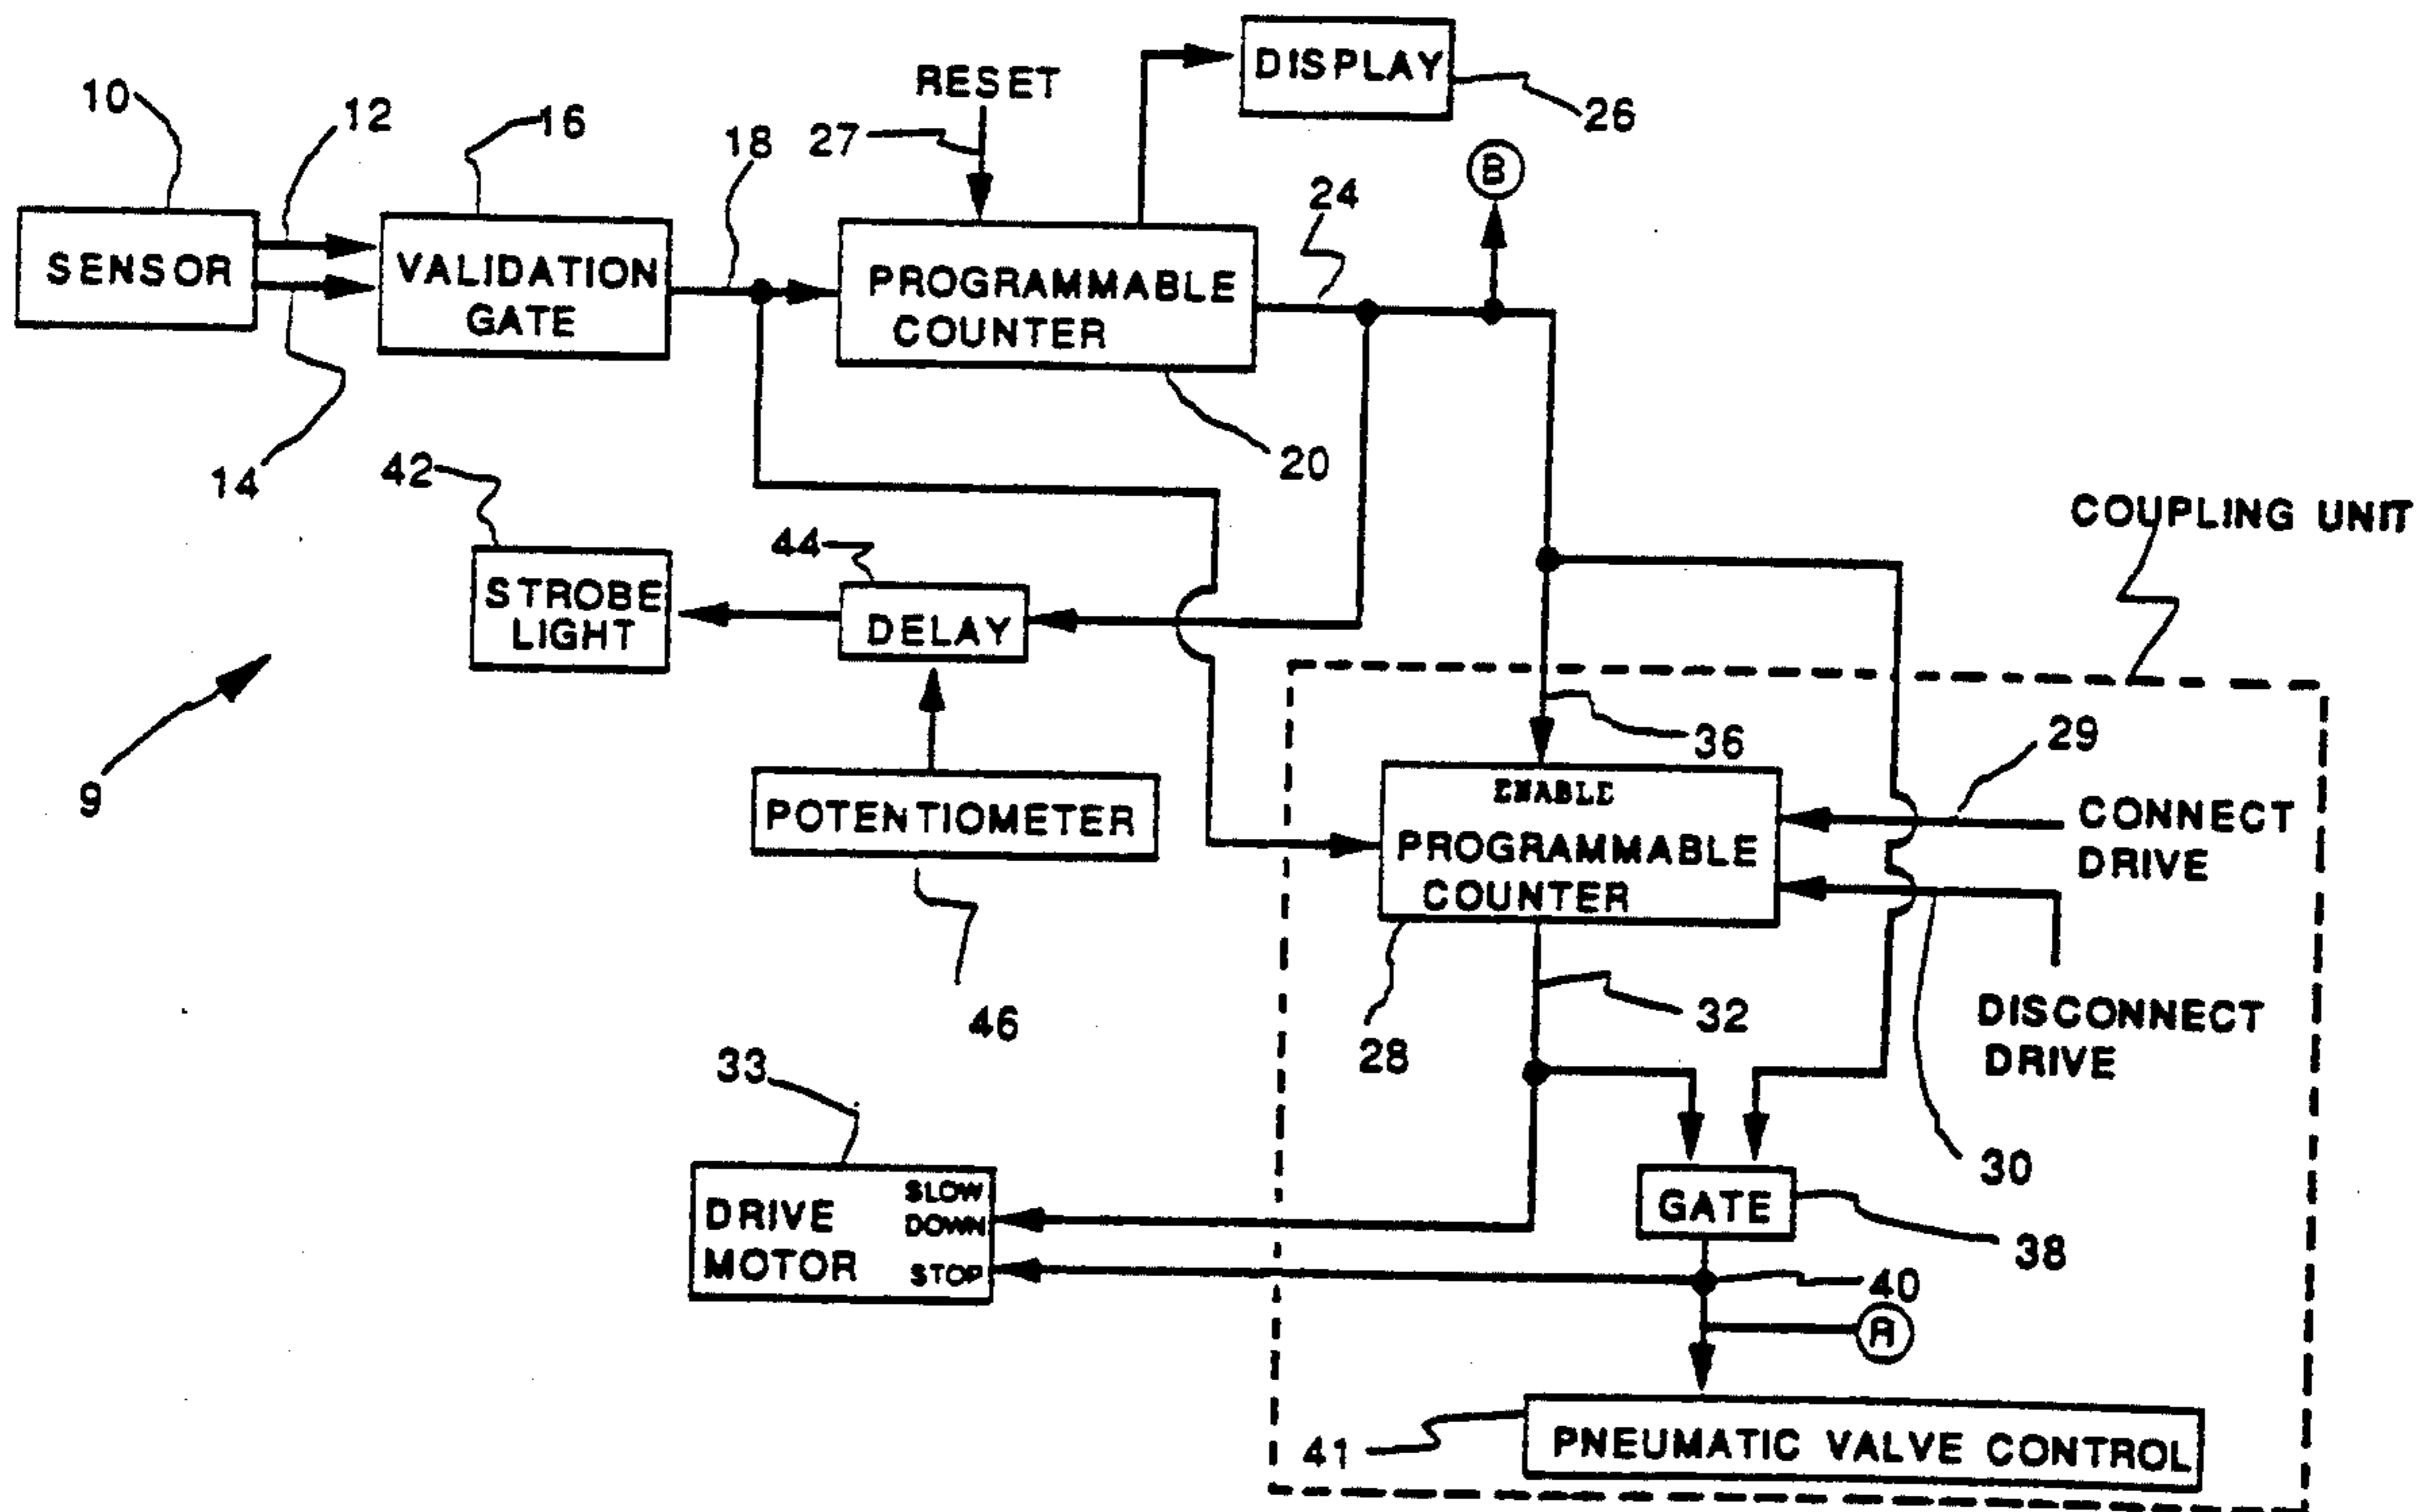 DISPLAY
RESET
10
12
16
18
27
26
B
24
SENSOR
VALIDATION
GATE
PROGRAMMABLE
COUNTER
14
42
20
COUPLING UNIT
44
STROBE
LIGHT
DELAY
9
36
29
ENABLE
POTENTIOMETER
PROGRAMMABLE
COUNTER
CONNECT
DRIVE
46
32
28
DISCONNECT
DRIVE
33
30
SLOW
DOWN
DRIVE
MOTOR
STOP
GATE
38
40
A
41
PNEUMATIC VALVE CONTROL